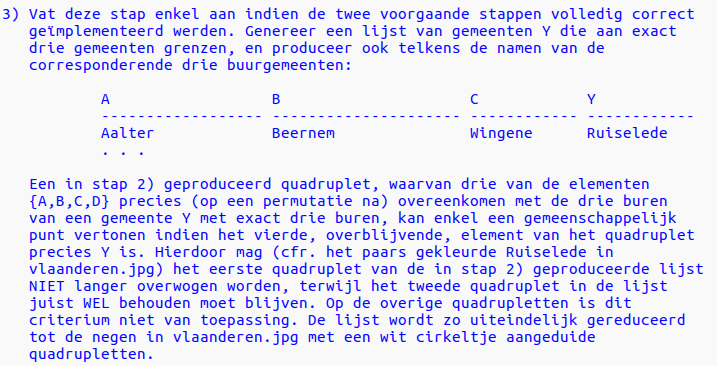 3) Vat deze stap enkel aan indien de twee voorgaande stappen volledig correct
geïmplementeerd werden. Genereer een lijst van gemeenten Y die aan exact
drie gemeenten grenzen, en produceer ook telkens de namen van de
corresponderende drie buurgemeenten:
A B C Y
------------------ --------------------- ------------ ------------
Aalter Beernem Wingene Ruiselede
. . .
Een in stap 2) geproduceerd quadruplet, waarvan drie van de elementen
{A,B,C,D} precies (op een permutatie na) overeenkomen met de drie buren
van een gemeente Y met exact drie buren, kan enkel een gemeenschappelijk
punt vertonen indien het vierde, overblijvende, element van het quadruplet
precies Y is. Hierdoor mag (cfr. het paars gekleurde Ruiselede in
vlaanderen.jpg) het eerste quadruplet van de in stap 2) geproduceerde lijst
NIET langer overwogen worden, terwijl het tweede quadruplet in de lijst
juist WEL behouden moet blijven. Op de overige quadrupletten is dit
criterium niet van toepassing. De lijst wordt zo uiteindelijk gereduceerd
tot de negen in vlaanderen.jpg met een wit cirkeltje aangeduide
quadrupletten.